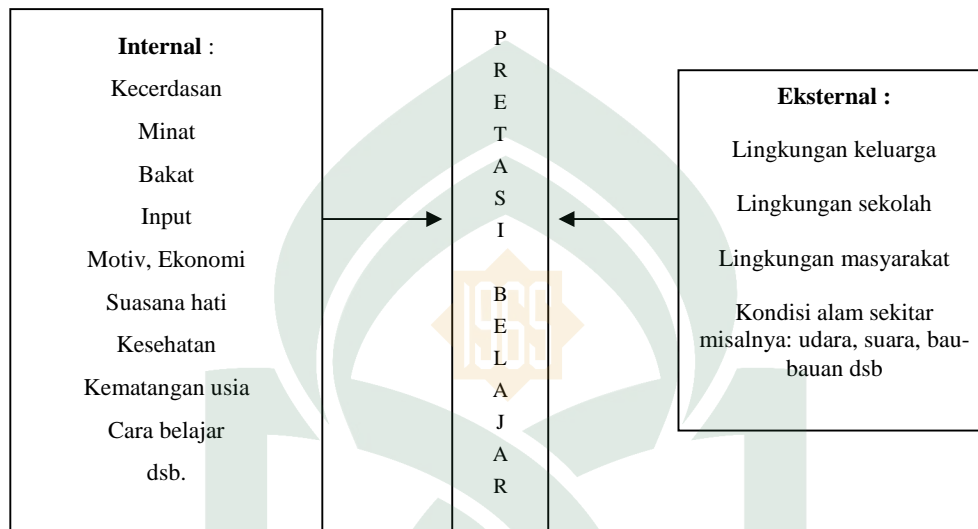 Internal :
Kecerdasan
Minat
Bakat
Input
Motiv, Ekonomi
Suasana hati
Kesehatan
Kematangan usia
Cara belajar
dsb.
P
R
E
T
A
S
I
B
E
L
A
J
A
R
Eksternal :
Lingkungan keluarga
Lingkungan sekolah
Lingkungan masyarakat
Kondisi alam sekitar
misalnya: udara, suara, bau-
bauan dsb
1965